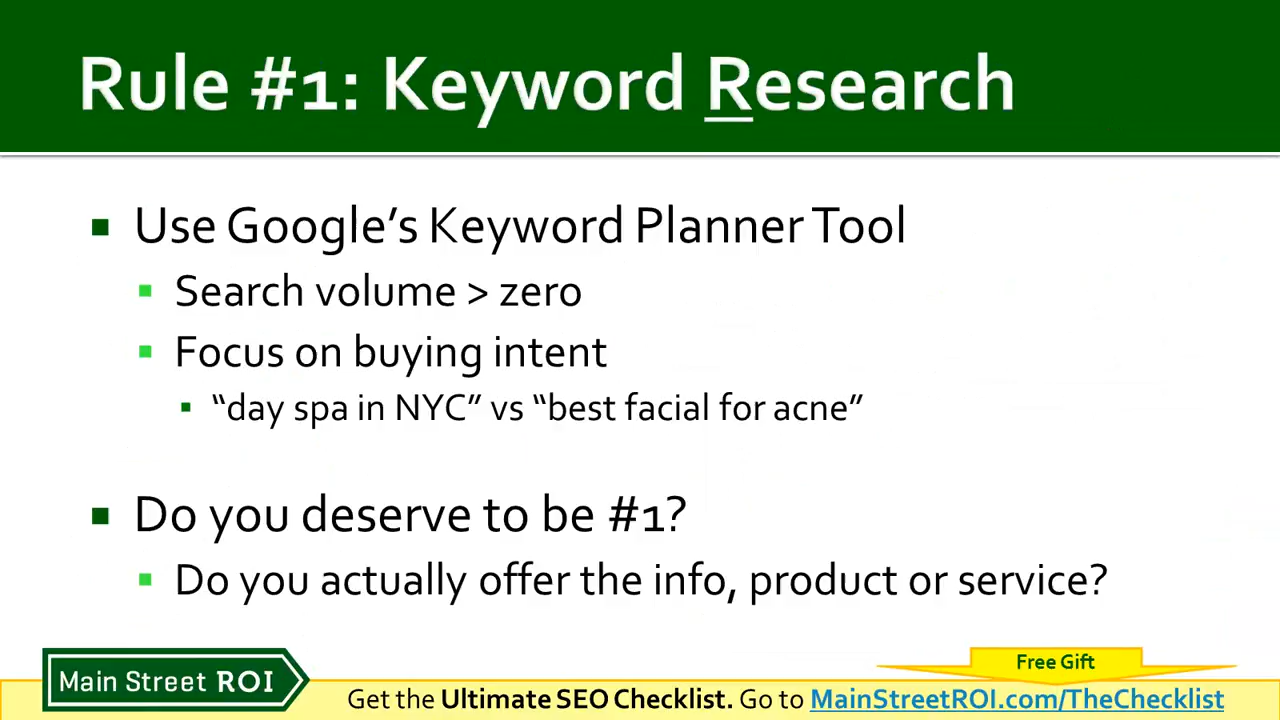 Rule #1: Keyword Research
Use Google’s Keyword Planner Tool
Search volume > zero
Focus on buying intent
“day spa in NYC” vs “best facial for acne”
Do you deserve to be #1?
Do you actually offer the info, product or service?
Main Street ROI
Free Gift
Get the Ultimate SEO Checklist. Go to MainStreetROI.com/TheChecklist